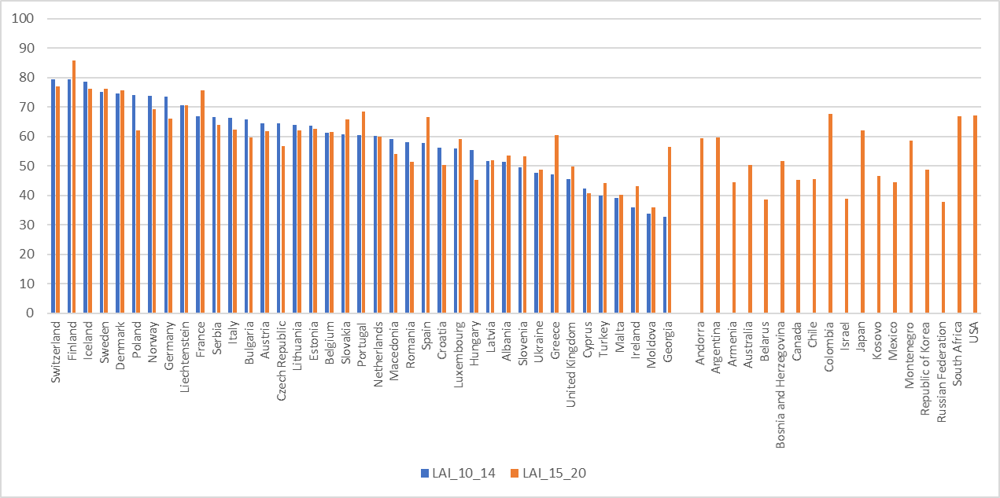 100
90
80
70
60
50
40
30
20
10
0
Switzerland
Finland
Iceland
Sweden
Denmark
Poland
Norway
Germany
Liechtenstein
France
Serbia
Italy
Bulgaria
Austria
Czech Republic
Lithuania
Estonia
Belgium
Slovakia
Portugal
Netherlands
Macedonia
Romania
Spain
Croatia
Luxembourg
Hungary
Latvia
Albania
Slovenia
Ukraine
Greece
United Kingdom
Cyprus
Turkey
Malta
Ireland
Moldova
Georgia
Andorra
Argentina
Armenia
Australia
Belarus
Bosnia and Herzegovina
Canada
Chile
Colombia
Israel
Japan
Kosovo
Mexico
Montenegro
Republic of Korea
Russian Federation
South Africa
USA
LAI_10_14 LAI_15_20